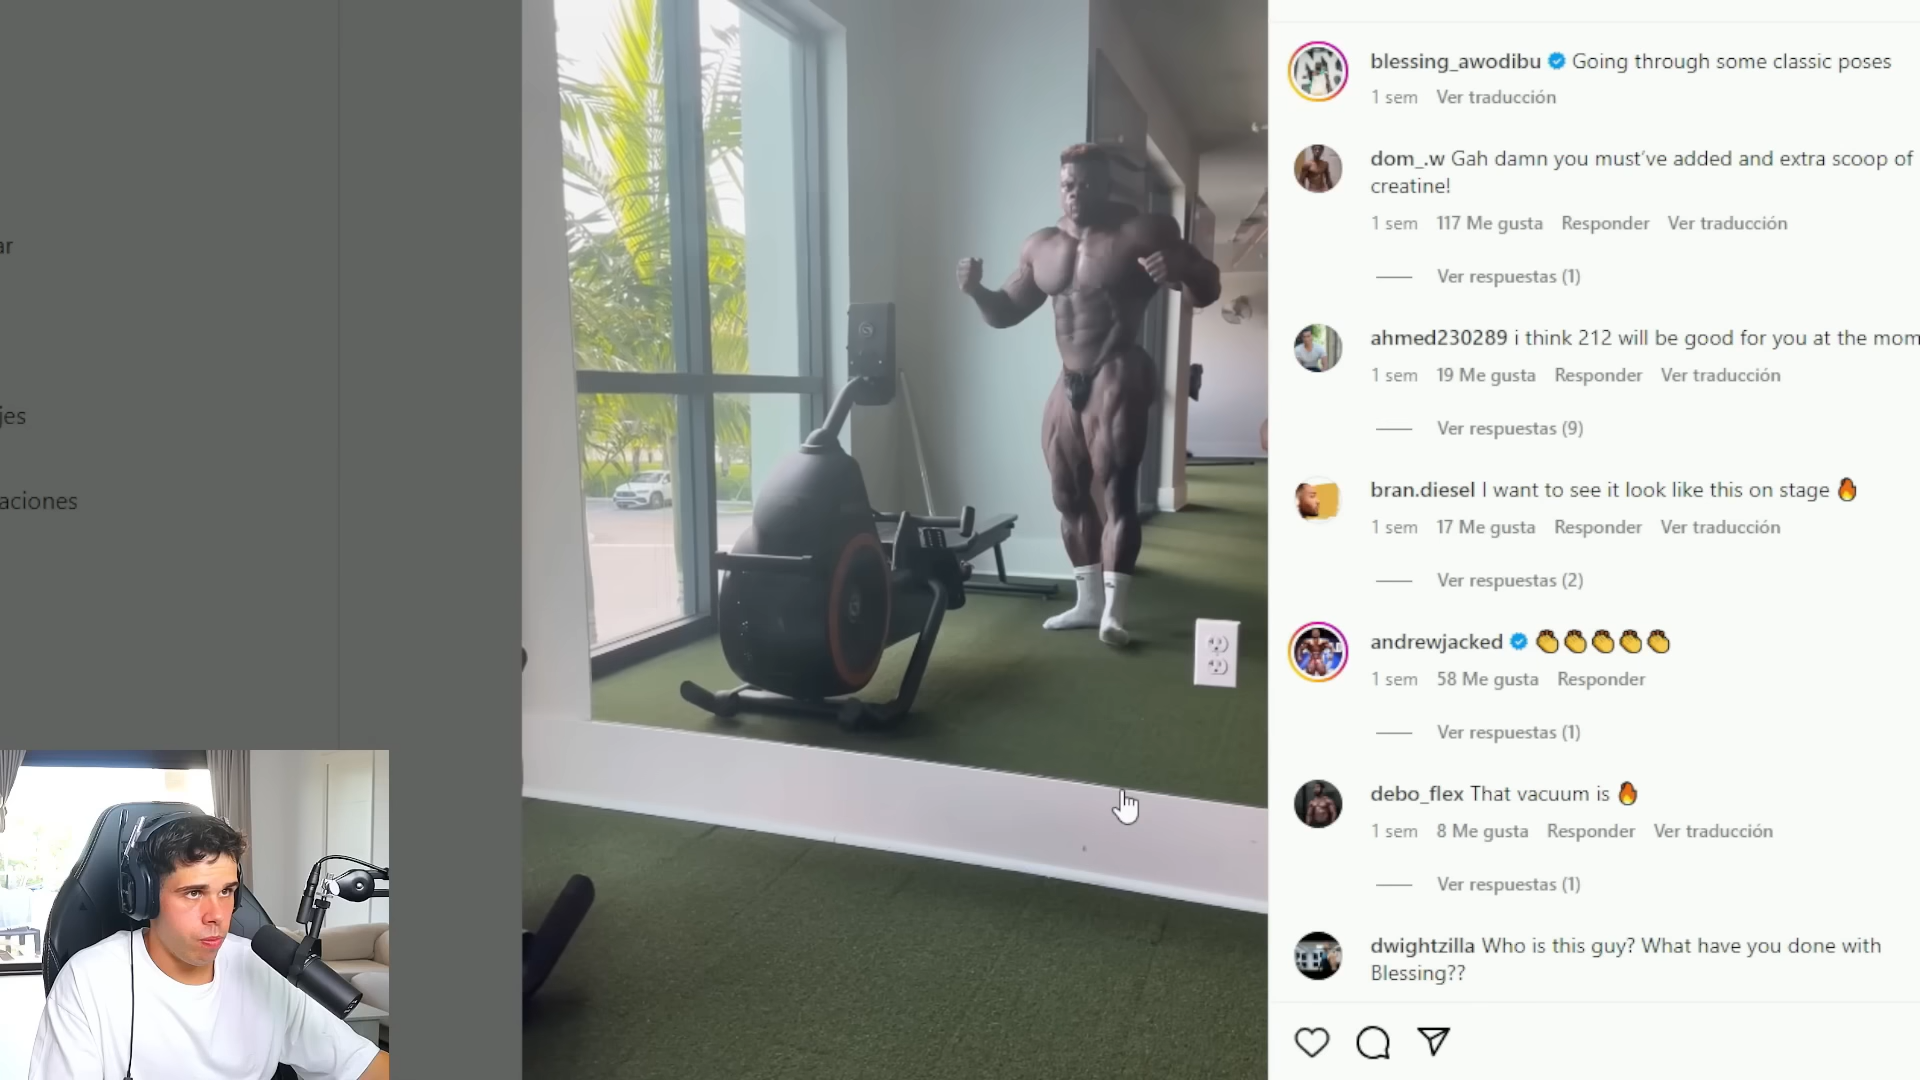 ar
jes
aciones
blessing_awodibu Going through some classic poses
1 sem Ver traducción
dom_.w Gah damn you must’ve added and extra scoop of
creatine!
1 sem 117 Me gusta Responder Ver traducción
Ver respuestas (1)
ahmed230289 i think 212 will be good for you at the mom
1 sem 19 Me gusta Responder Ver traducción
Ver respuestas (9)
bran.diesel I want to see it look like this on stage 🔥
1 sem 17 Me gusta Responder Ver traducción
Ver respuestas (2)
andrewjacked 👏👏👏👏👏
1 sem 58 Me gusta Responder
Ver respuestas (1)
debo_flex That vacuum is 🔥
1 sem 8 Me gusta Responder Ver traducción
Ver respuestas (1)
dwightzilla Who is this guy? What have you done with
Blessing??